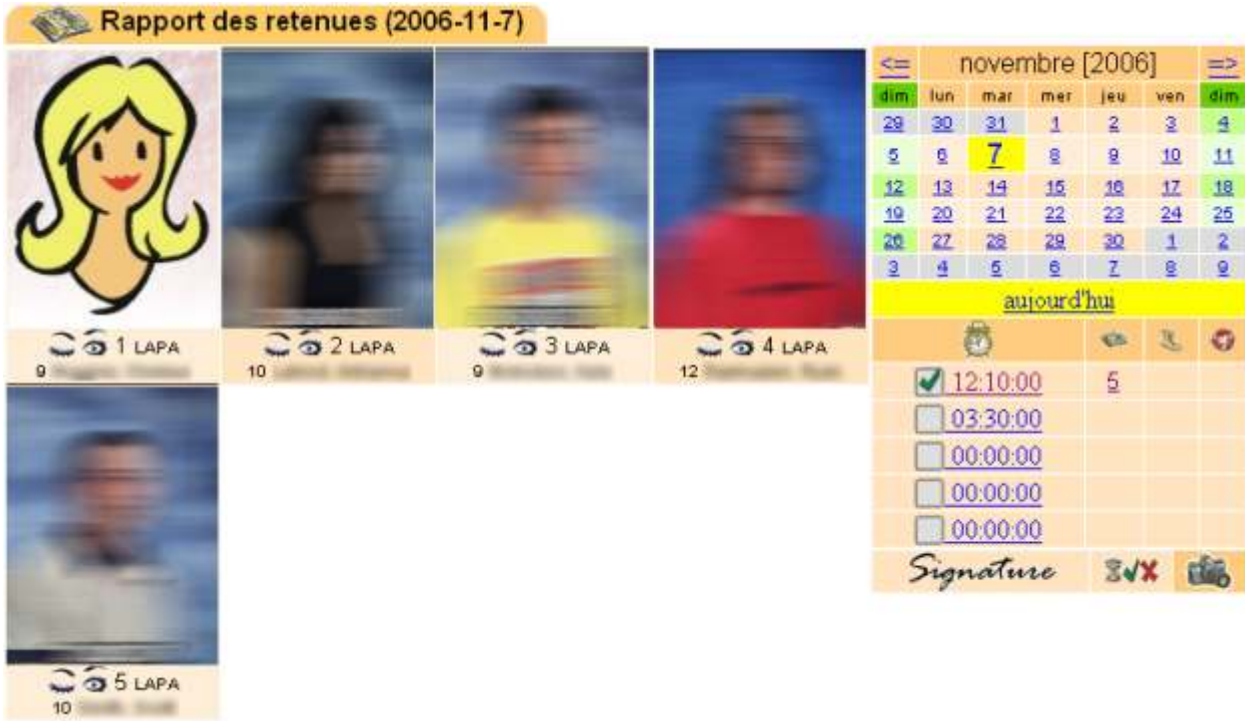 Rapport des retenues (2006-11-7)
1 LAPA
9
2 LAPA
10
3 LAPA
9
4 LAPA
12
5 LAPA
10
<= novembre [2006] =>
dim lun mar mer jeu ven dim
29 30 31 1 2 3 4
5 6 7 8 9 10 11
12 13 14 15 16 17 18
19 20 21 22 23 24 25
26 27 28 29 30 1 2
3 4 5 6 7 8 9
aujourd'hui
12:10:00 5
03:30:00
00:00:00
00:00:00
00:00:00
Signature